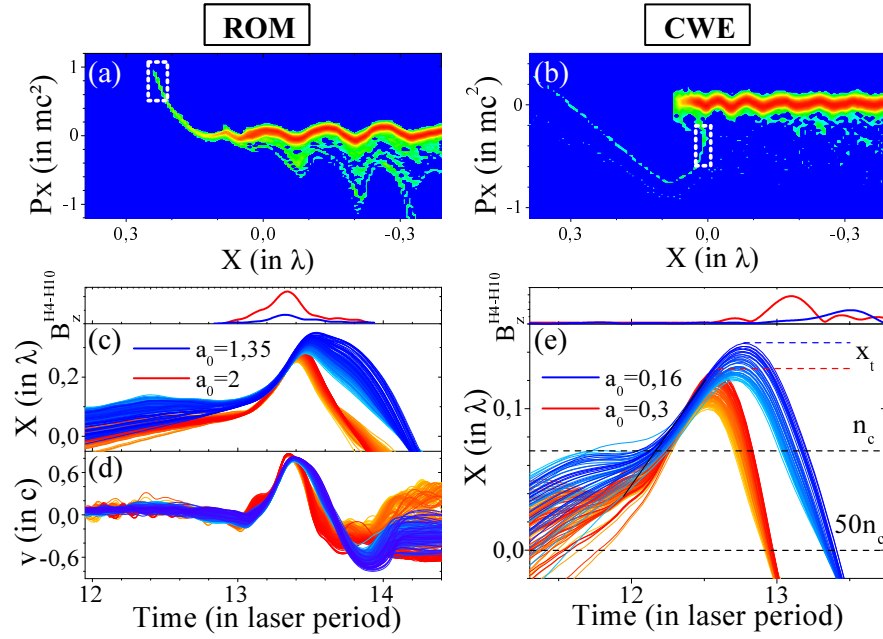 ROM
CWE
(a)
(b)
Px (in mc²)
1
0
-1
0,3
0,0
-0,3
X (in λ)
Px (in mc²)
0
-1
0,3
0,0
-0,3
X (in λ)
B_z^H4-H10
(c)
a₀=1,35
a₀=2
X (in λ)
0,2
0,0
(d)
v (in c)
0,6
0,0
-0,6
12
13
14
Time (in laser period)
B_z^H4-H10
(e)
a₀=0,16
a₀=0,3
x_t
n_c
50n_c
X (in λ)
0,1
0,0
12
13
Time (in laser period)